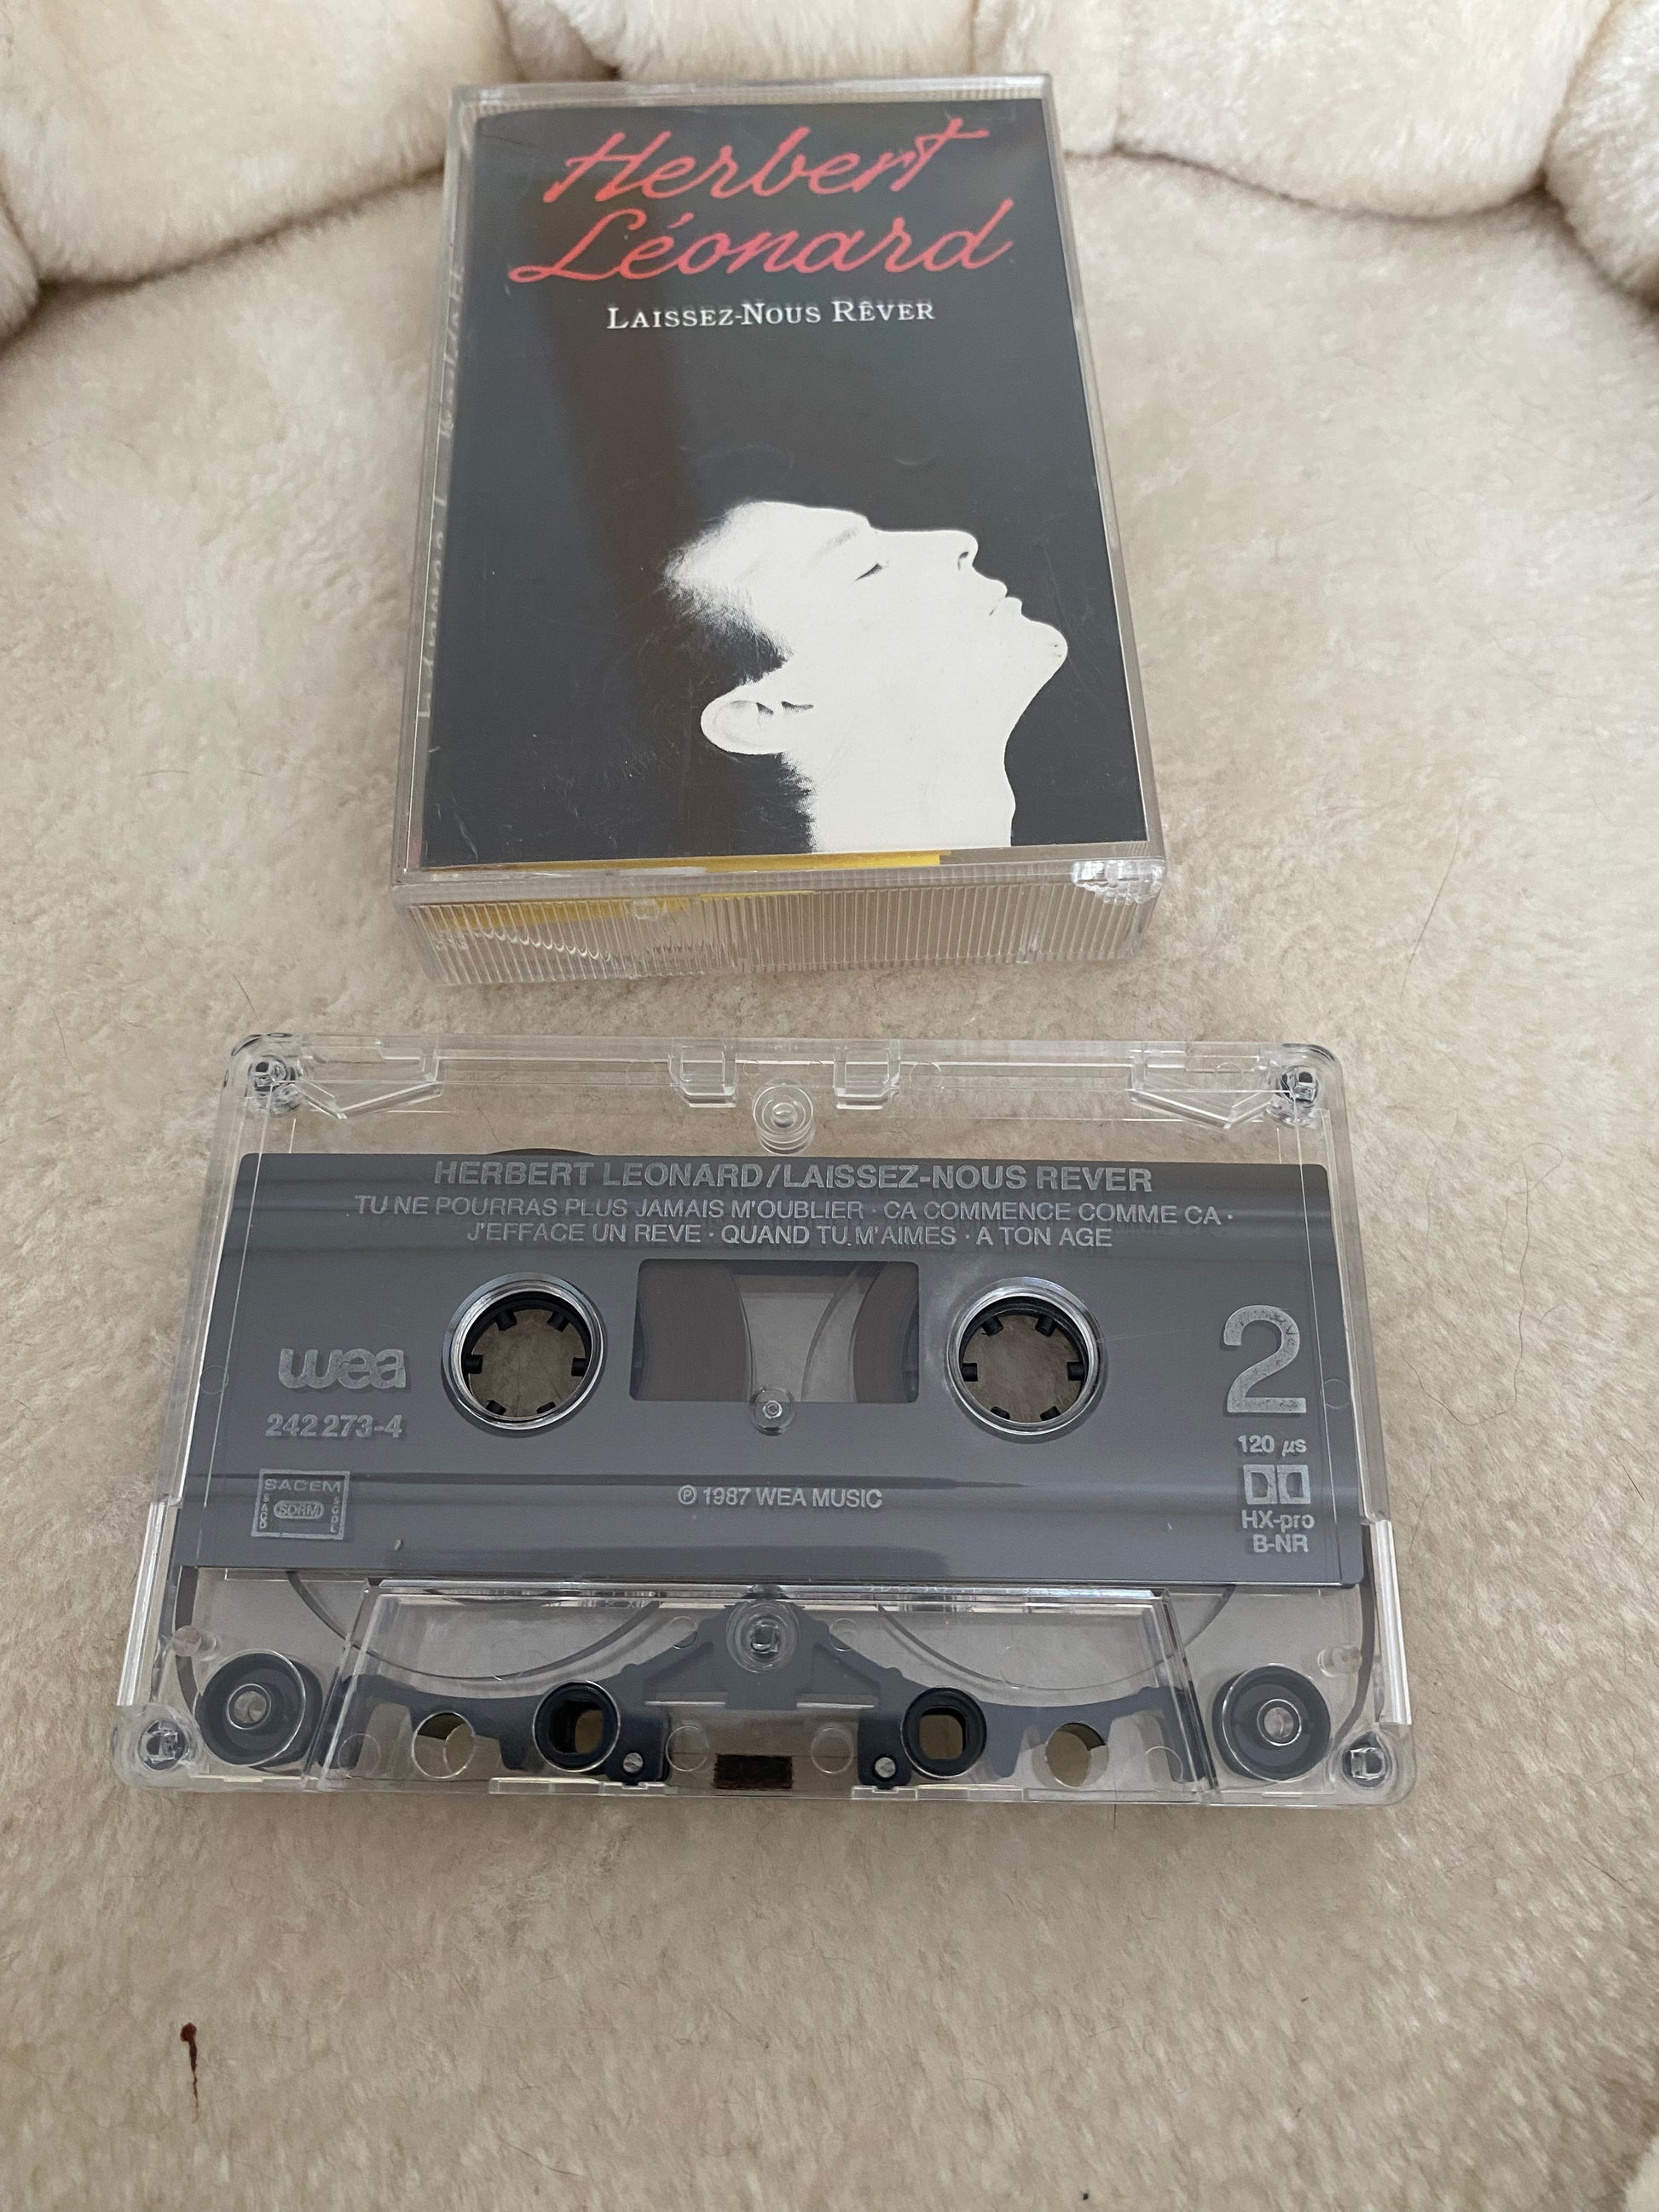 Herbert
Léonard
LAISSEZ-NOUS RÊVER
HERBERT LEONARD/LAISSEZ-NOUS REVER
TU NE POURRAS PLUS JAMAIS M'OUBLIER · CA COMMENCE COMME CA ·
J'EFFACE UN REVE · QUAND TU M'AIMES · A TON AGE
wea
242 273-4
2
120 µs
HX-pro
B-NR
SACEM
SDRM
SACD
SCDL
℗ 1987 WEA MUSIC